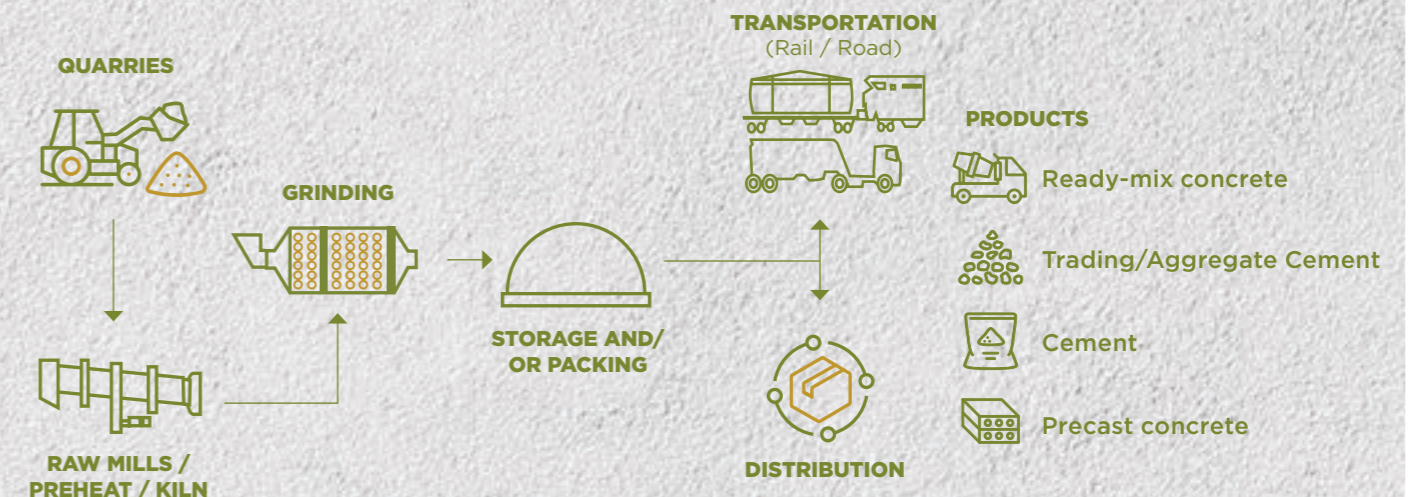 QUARRIES
RAW MILLS /
PREHEAT / KILN
GRINDING
STORAGE AND/
OR PACKING
TRANSPORTATION
(Rail / Road)
DISTRIBUTION
PRODUCTS
Ready-mix concrete
Trading/Aggregate Cement
Cement
Precast concrete